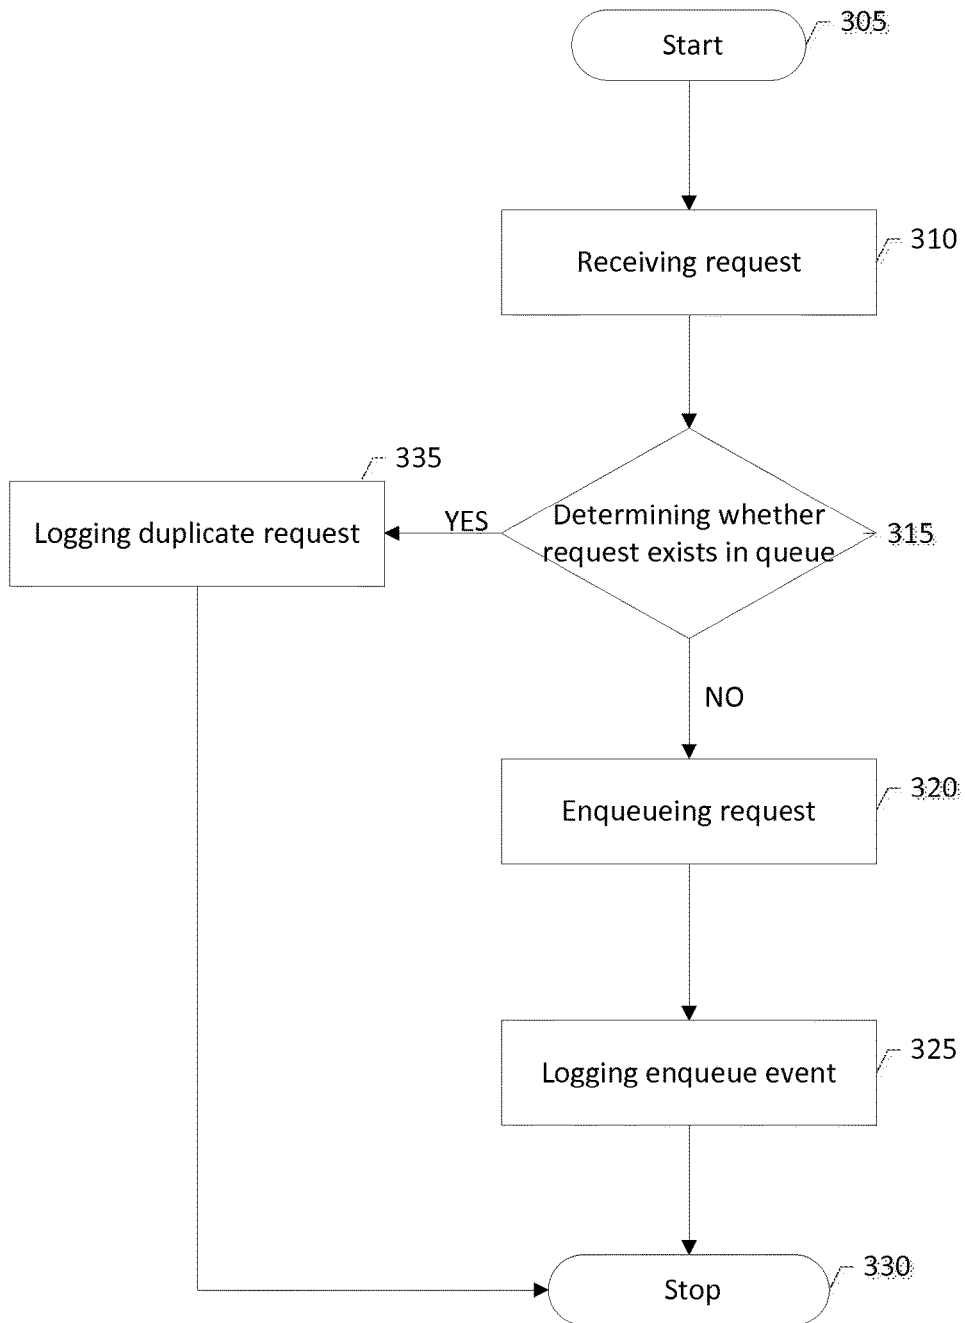 Start
305
Receiving request
310
Determining whether
request exists in queue
315
YES
335
Logging duplicate request
NO
Enqueueing request
320
Logging enqueue event
325
Stop
330